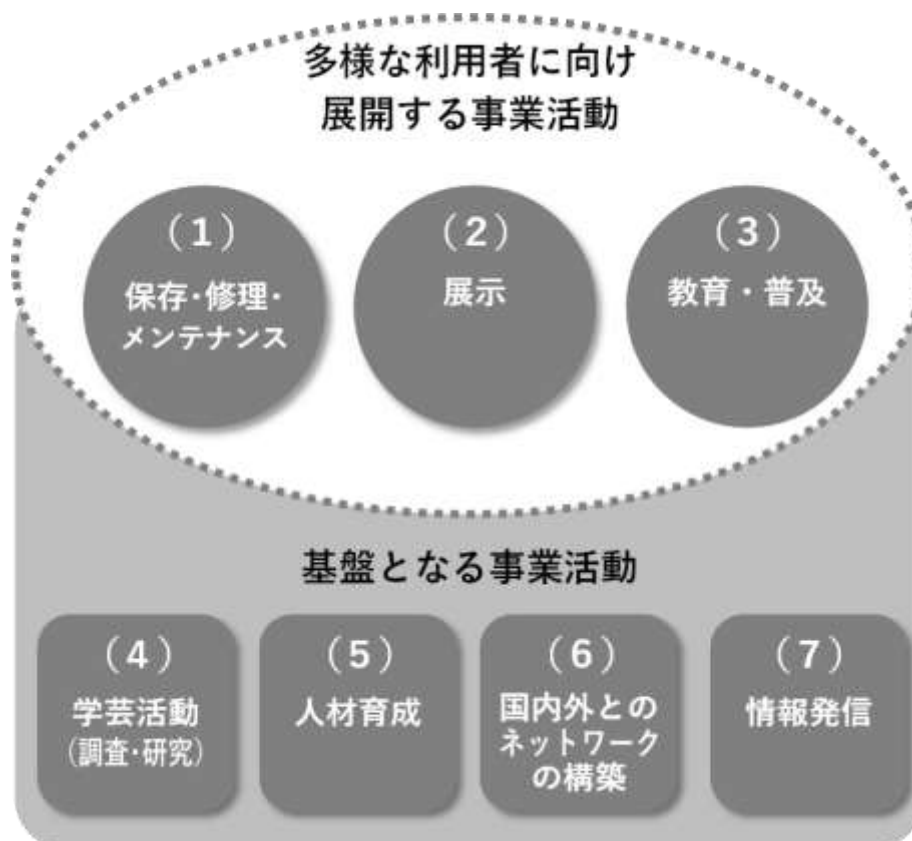 多様な利用者に向け
展開する事業活動
（1）
保存・修理・
メンテナンス
（2）
展示
（3）
教育・普及
基盤となる事業活動
（4）
学芸活動
（調査・研究）
（5）
人材育成
（6）
国内外との
ネットワーク
の構築
（7）
情報発信